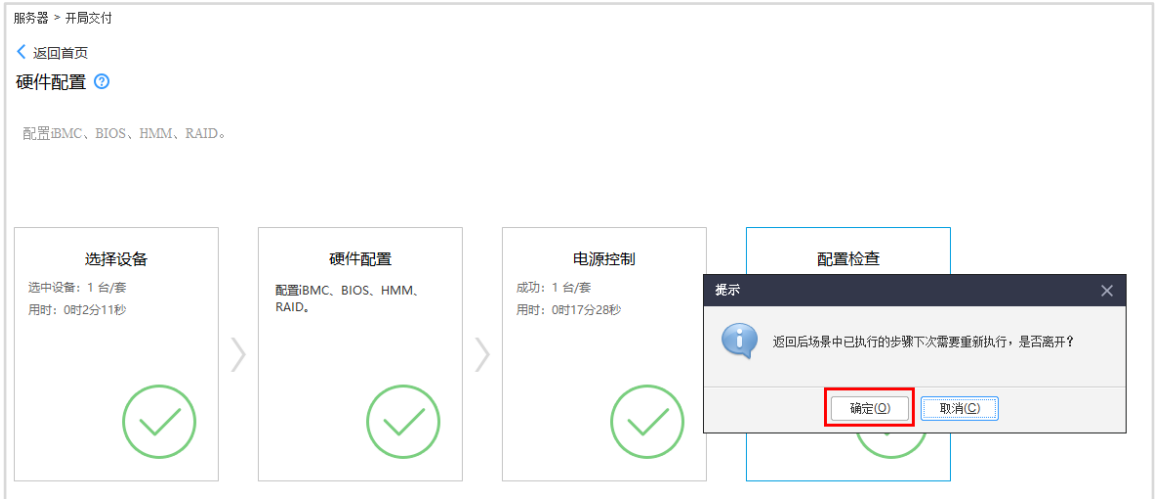 服务器 > 开局交付
返回首页
硬件配置
配置iBMC、BIOS、HMM、RAID。
选择设备
选中设备：1 台/套
用时：0时2分11秒
硬件配置
配置iBMC、BIOS、HMM、
RAID。
电源控制
成功：1 台/套
用时：0时17分28秒
配置检查
提示
返回后场景中已执行的步骤下次需要重新执行，是否离开？
确定(O)
取消(C)